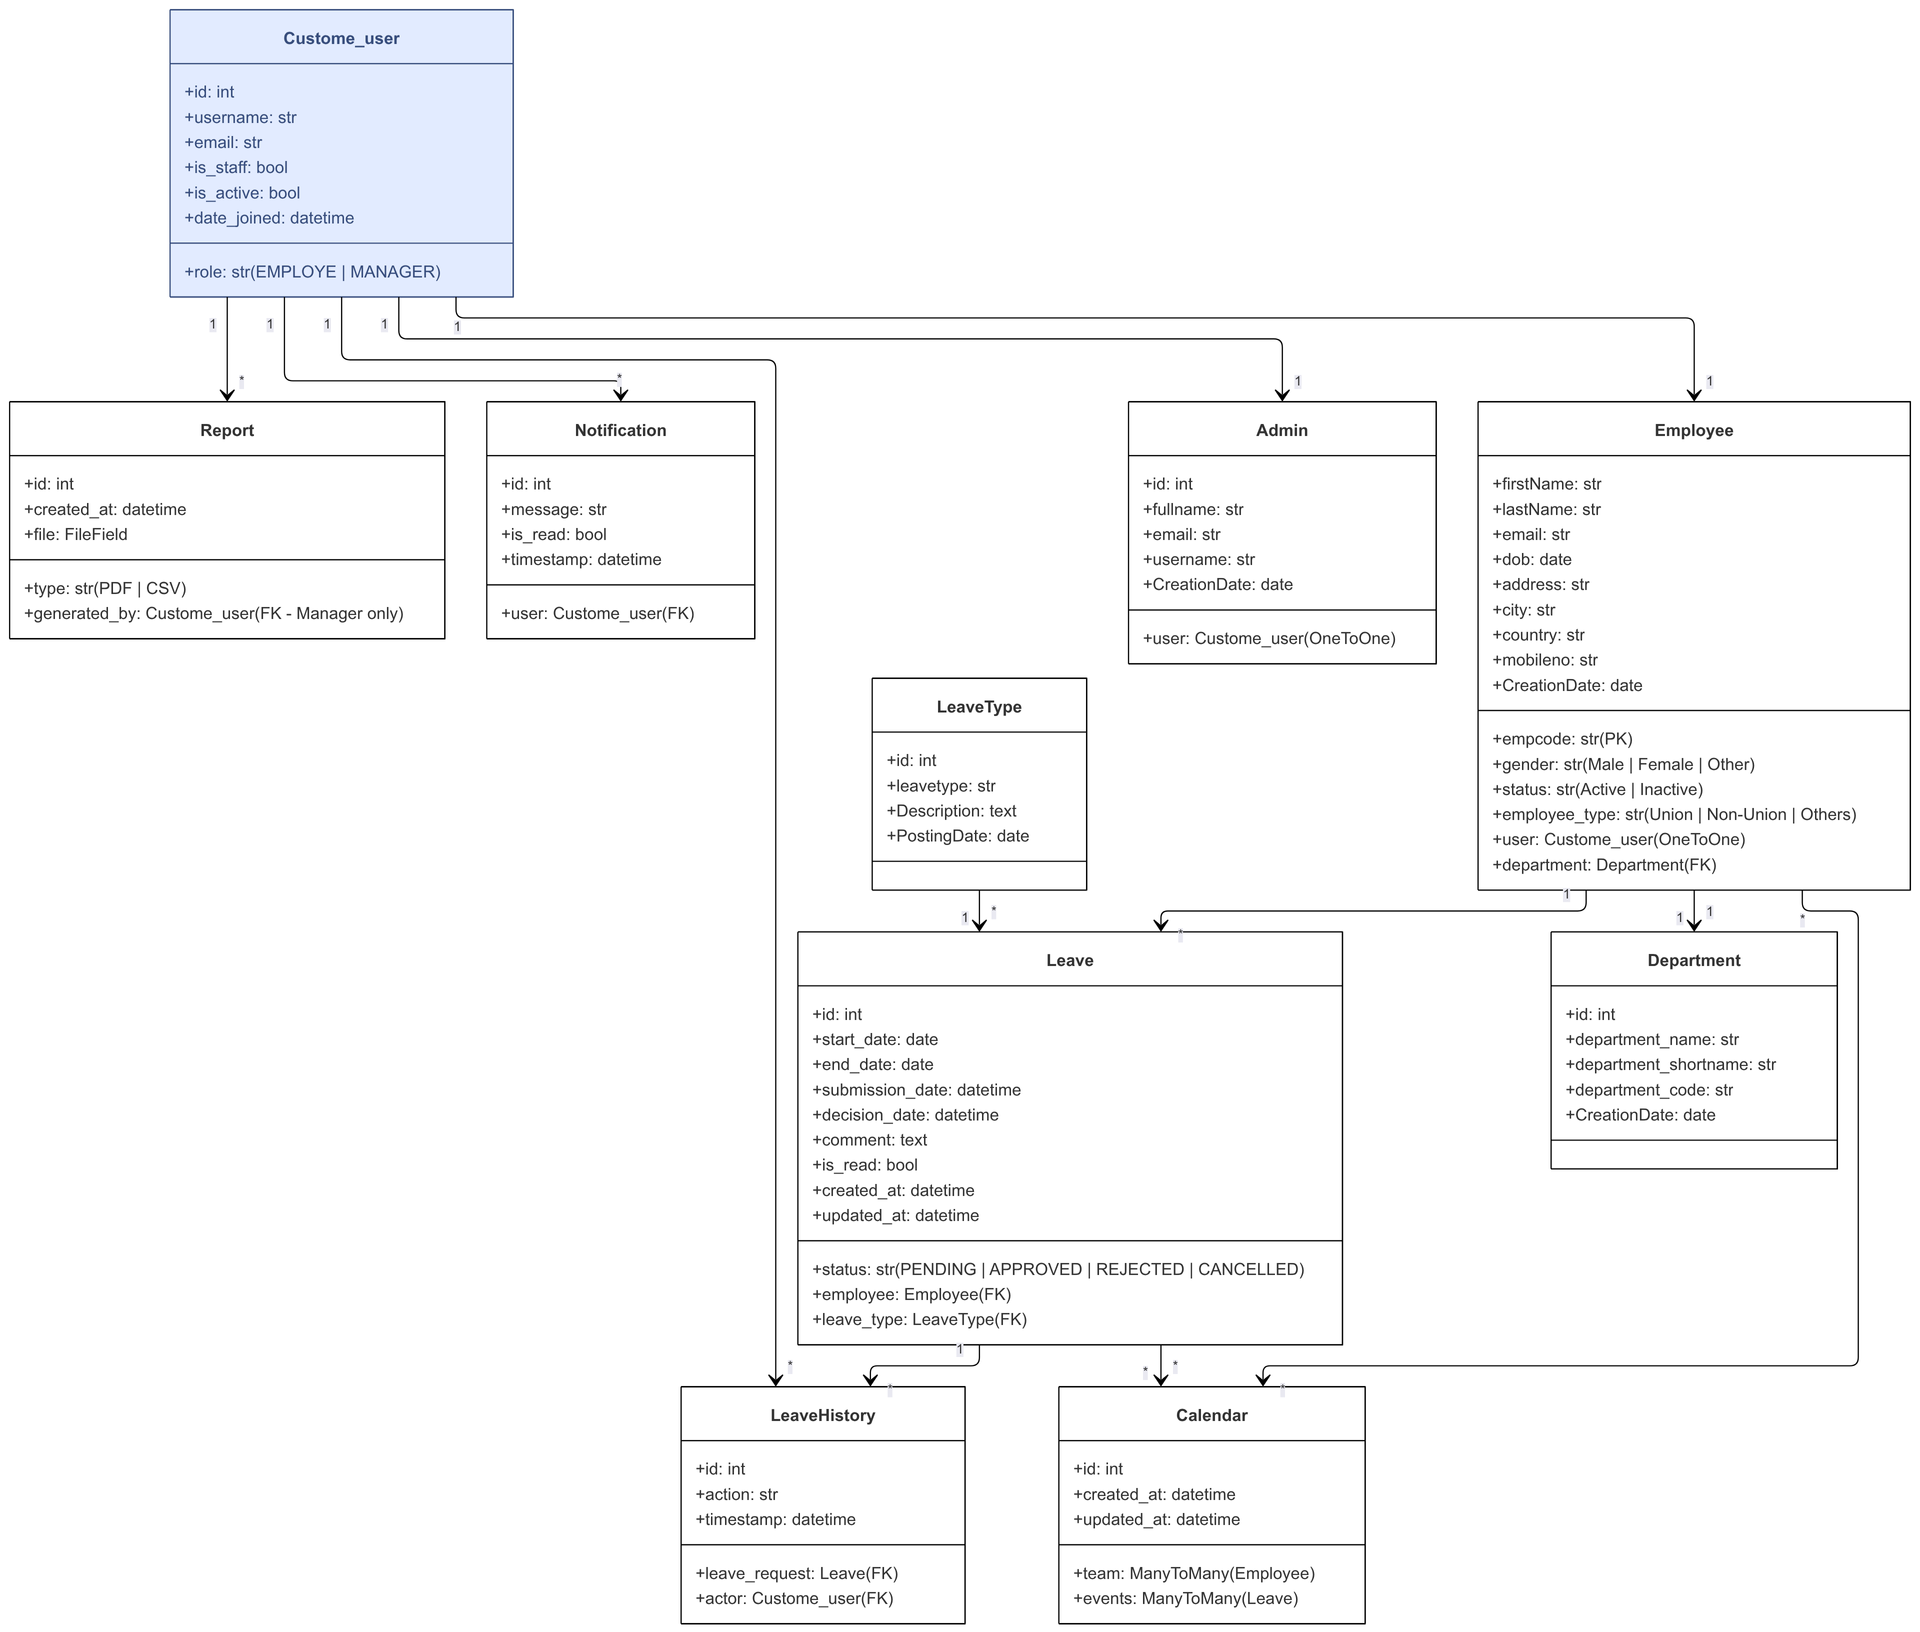 Custome_user
+id: int
+username: str
+email: str
+is_staff: bool
+is_active: bool
+date_joined: datetime
+role: str(EMPLOYE | MANAGER)
1
1
1
1
1
*
*
1
1
Report
+id: int
+created_at: datetime
+file: FileField
+type: str(PDF | CSV)
+generated_by: Custome_user(FK - Manager only)
Notification
+id: int
+message: str
+is_read: bool
+timestamp: datetime
+user: Custome_user(FK)
Admin
+id: int
+fullname: str
+email: str
+username: str
+CreationDate: date
+user: Custome_user(OneToOne)
Employee
+firstName: str
+lastName: str
+email: str
+dob: date
+address: str
+city: str
+country: str
+mobileno: str
+CreationDate: date
+empcode: str(PK)
+gender: str(Male | Female | Other)
+status: str(Active | Inactive)
+employee_type: str(Union | Non-Union | Others)
+user: Custome_user(OneToOne)
+department: Department(FK)
LeaveType
+id: int
+leavetype: str
+Description: text
+PostingDate: date
1
*
1
*
1
1
*
Leave
+id: int
+start_date: date
+end_date: date
+submission_date: datetime
+decision_date: datetime
+comment: text
+is_read: bool
+created_at: datetime
+updated_at: datetime
+status: str(PENDING | APPROVED | REJECTED | CANCELLED)
+employee: Employee(FK)
+leave_type: LeaveType(FK)
Department
+id: int
+department_name: str
+department_shortname: str
+department_code: str
+CreationDate: date
*
1
*
*
*
*
LeaveHistory
+id: int
+action: str
+timestamp: datetime
+leave_request: Leave(FK)
+actor: Custome_user(FK)
Calendar
+id: int
+created_at: datetime
+updated_at: datetime
+team: ManyToMany(Employee)
+events: ManyToMany(Leave)